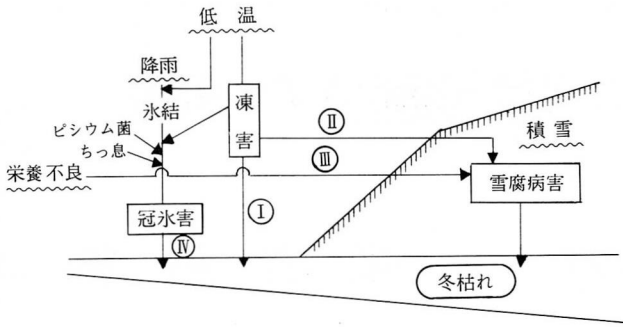 低温
降雨
氷結
凍害
Ⅱ
積雪
ピシウム菌
ちっ息
Ⅲ
栄養不良
雪腐病害
冠氷害
Ⅰ
Ⅳ
冬枯れ